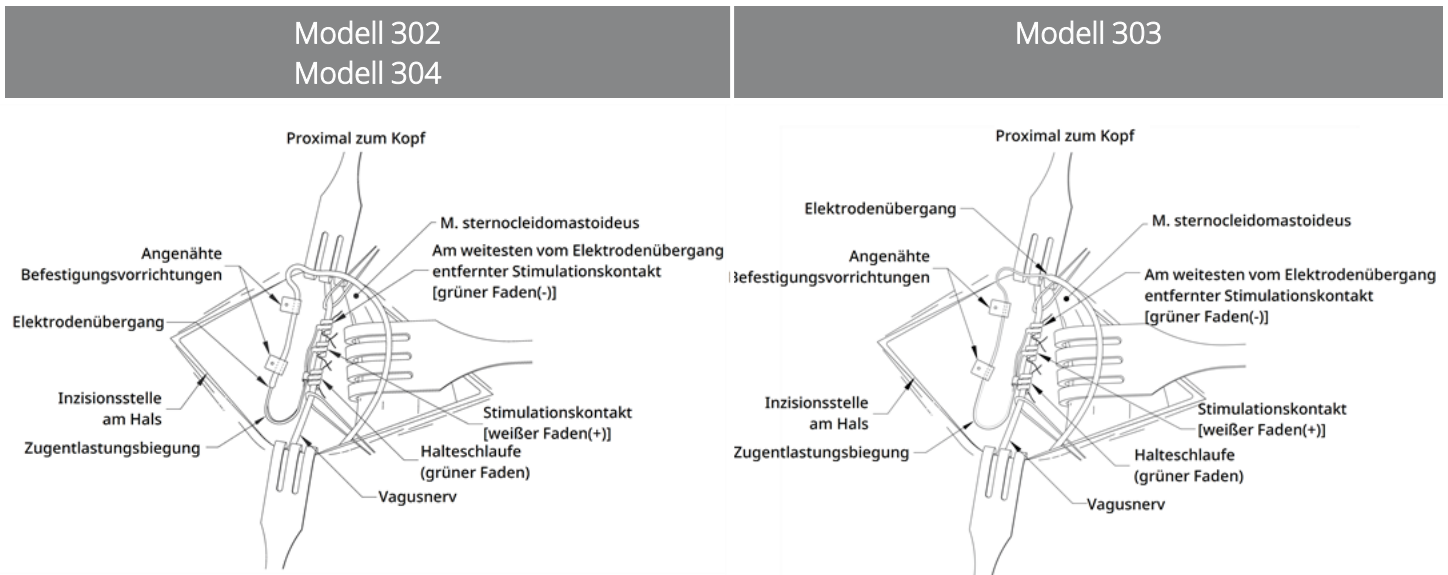 Modell 302
Modell 304
Proximal zum Kopf
M. sternocleidomastoideus
Angenähte
Befestigungsvorrichtungen
Am weitesten vom Elektrodenübergang
entfernter Stimulationskontakt
[grüner Faden(-)]
Elektrodenübergang
Inzisionsstelle
am Hals
Stimulationskontakt
[weißer Faden(+)]
Zugentlastungsbiegung
Halteschlaufe
(grüner Faden)
Vagusnerv
Modell 303
Proximal zum Kopf
Elektrodenübergang
M. sternocleidomastoideus
Angenähte
Befestigungsvorrichtungen
Am weitesten vom Elektrodenübergang
entfernter Stimulationskontakt
[grüner Faden(-)]
Inzisionsstelle
am Hals
Stimulationskontakt
[weißer Faden(+)]
Zugentlastungsbiegung
Halteschlaufe
(grüner Faden)
Vagusnerv